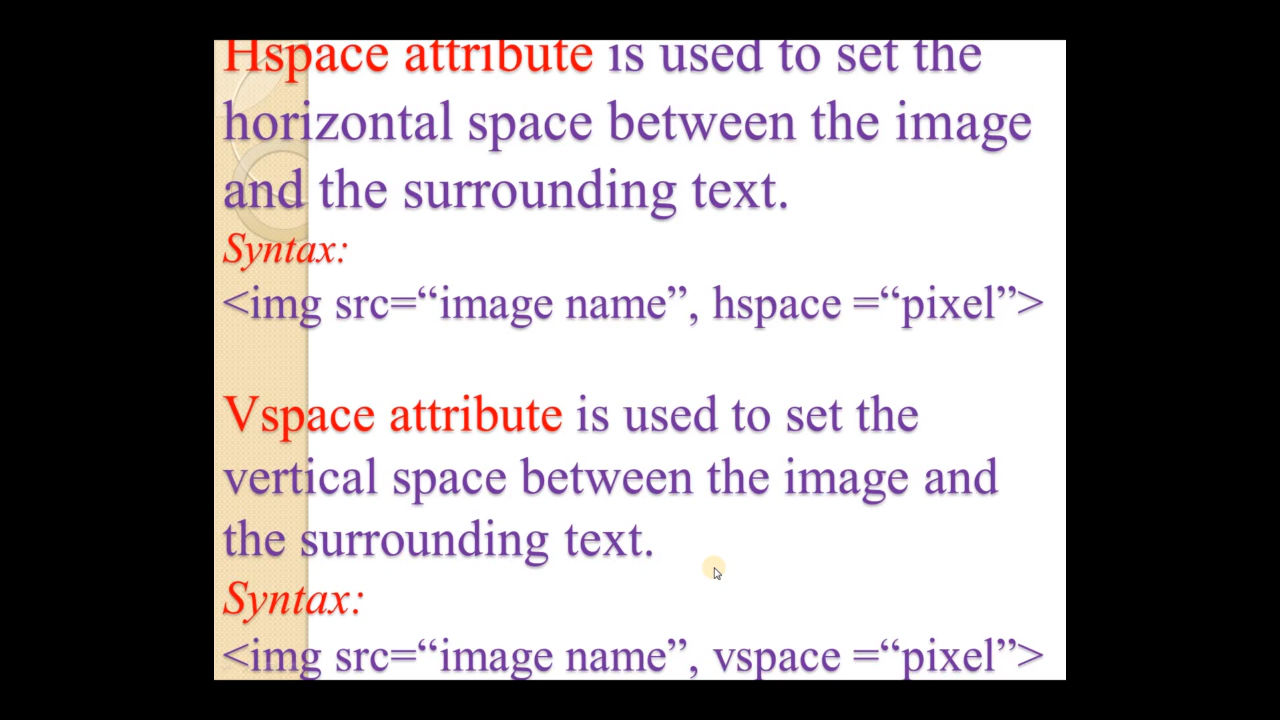 Hspace attribute is used to set the
horizontal space between the image
and the surrounding text.
Syntax:
<img src=“image name”, hspace =“pixel”>
Vspace attribute is used to set the
vertical space between the image and
the surrounding text.
Syntax:
<img src=“image name”, vspace =“pixel”>